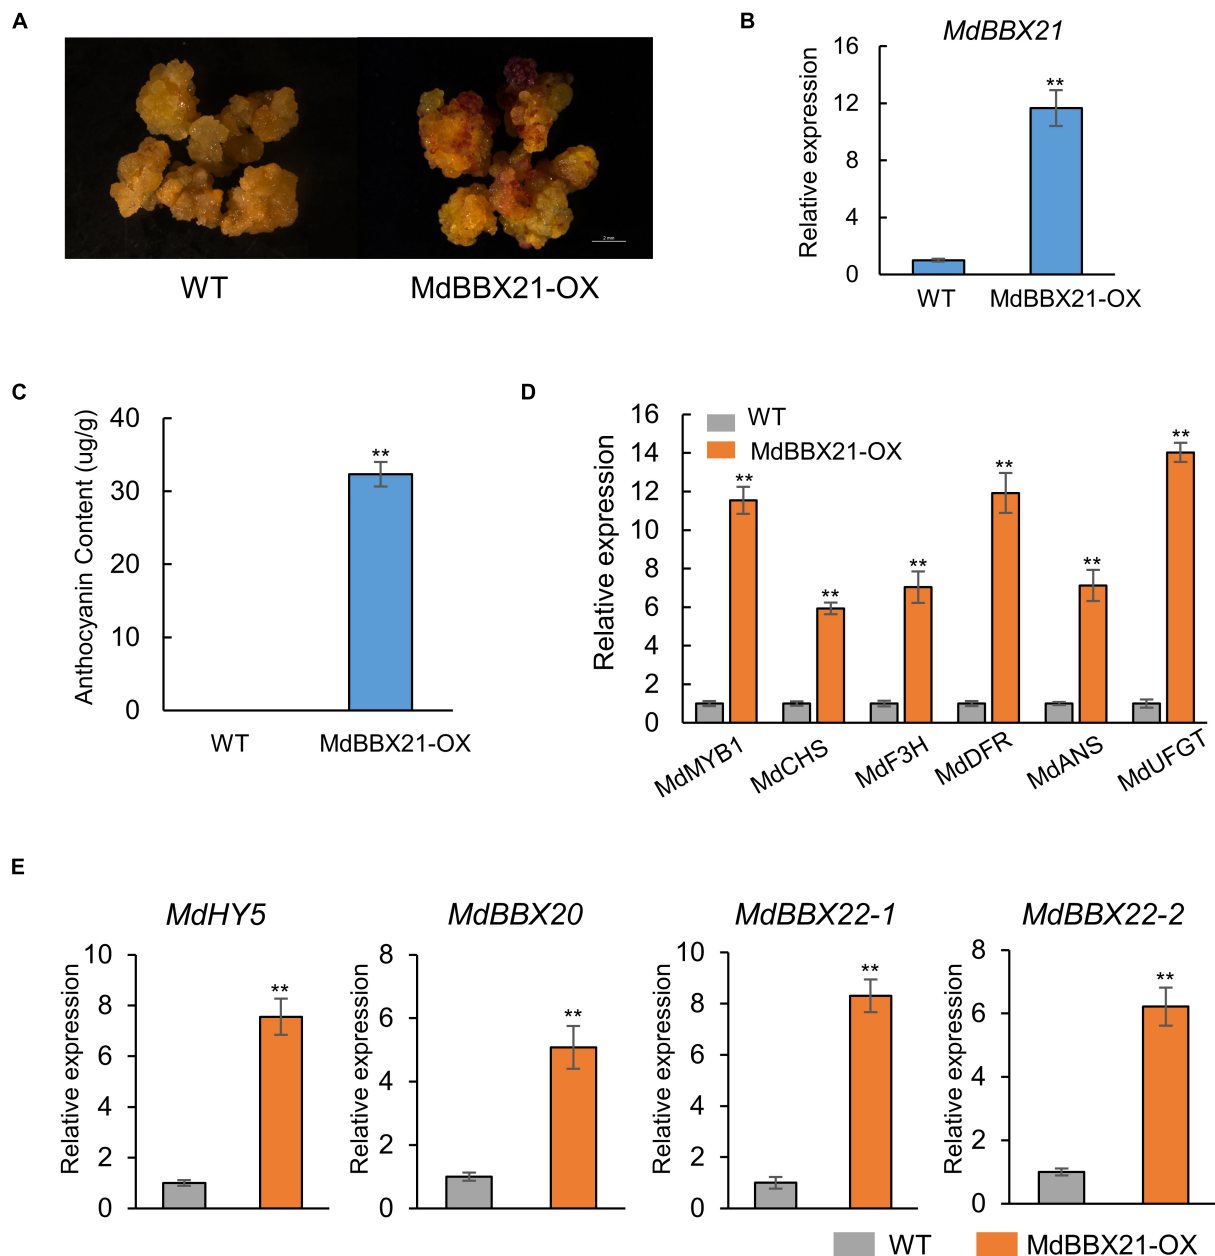 A
WT
MdBBX21-OX
2 mm
B
MdBBX21
Relative expression
16
12
8
4
0
**
WT
MdBBX21-OX
C
Anthocyanin Content (ug/g)
40
30
20
10
0
**
WT
MdBBX21-OX
D
Relative expression
16
14
12
10
8
6
4
2
0
WT
MdBBX21-OX
**
**
**
**
**
**
MdMYB1
MdCHS
MdF3H
MdDFR
MdANS
MdUFGT
E
MdHY5
Relative expression
10
8
6
4
2
0
**
MdBBX20
Relative expression
8
6
4
2
0
**
MdBBX22-1
Relative expression
10
8
6
4
2
0
**
MdBBX22-2
Relative expression
8
6
4
2
0
**
WT
MdBBX21-OX